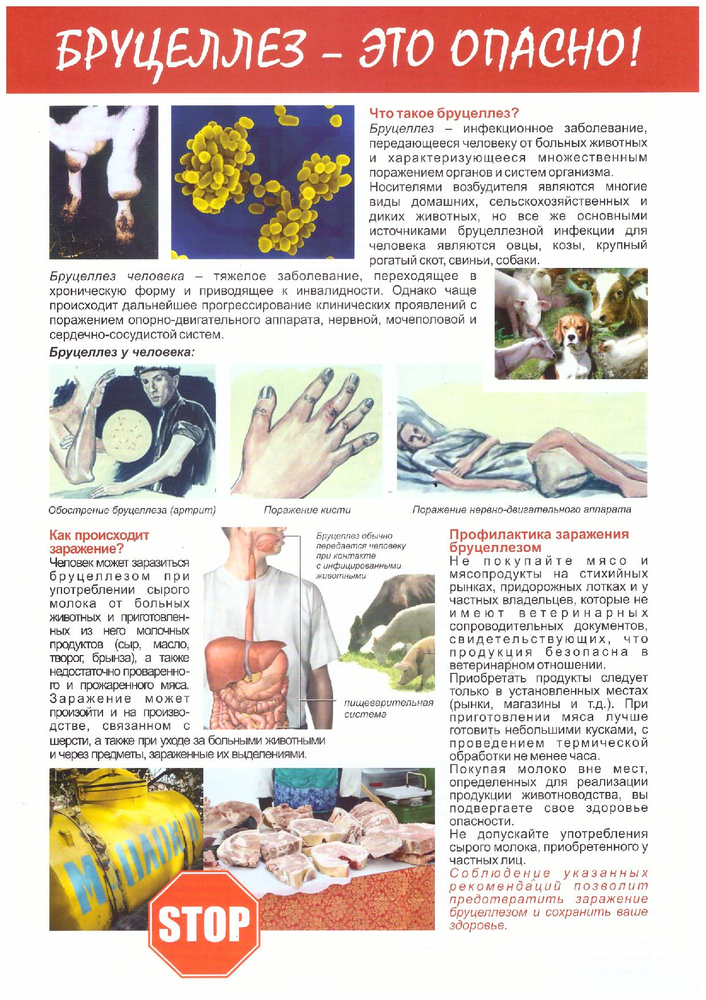 БРУЦЕЛЛЕЗ – ЭТО ОПАСНО!
Что такое бруцеллез?
Бруцеллез – инфекционное заболевание,
передающееся человеку от больных животных
и характеризующееся множественным
поражением органов и систем организма.
Носителями возбудителя являются многие
виды домашних, сельскохозяйственных и
диких животных, но все же основными
источниками бруцеллезной инфекции для
человека являются овцы, козы, крупный
рогатый скот, свиньи, собаки.
Бруцеллез человека – тяжелое заболевание, переходящее в
хроническую форму и приводящее к инвалидности. Однако чаще
происходит дальнейшее прогрессирование клинических проявлений с
поражением опорно-двигательного аппарата, нервной, мочеполовой и
сердечно-сосудистой систем.
Бруцеллез у человека:
Обострение бруцеллеза (артрит)
Поражение кисти
Поражение нервно-двигательного аппарата
Как происходит
заражение?
Человек может заразиться
бруцеллезом при
употреблении сырого
молока от больных
животных и приготовлен-
ных из него молочных
продуктов (сыр, масло,
творог, брынза), а также
недостаточно проваренно-
го и прожаренного мяса.
Заражение может
произойти и на произво-
дстве, связанном с
шерсти, а также при уходе за больными животными
и через предметы, зараженные их выделениями.
Бруцеллез обычно
передается человеку
при контакте
с инфицированными
животными
пищеварительная
система
Профилактика заражения
бруцеллезом
Не покупайте мясо и
мясопродукты на стихийных
рынках, придорожных лотках и у
частных владельцев, которые не
имеют ветеринарных
сопроводительных документов,
свидетельствующих, что
продукция безопасна в
ветеринарном отношении.
Приобретать продукты следует
только в установленных местах
(рынки, магазины и т.д.). При
приготовлении мяса лучше
готовить небольшими кусками, с
проведением термической
обработки не менее часа.
Покупая молоко вне мест,
определенных для реализации
продукции животноводства, вы
подвергаете свое здоровье
опасности.
Не допускайте употребления
сырого молока, приобретенного у
частных лиц.
Соблюдение указанных
рекомендаций позволит
предотвратить заражение
бруцеллезом и сохранить ваше
здоровье.
МОЛОКО
STOP